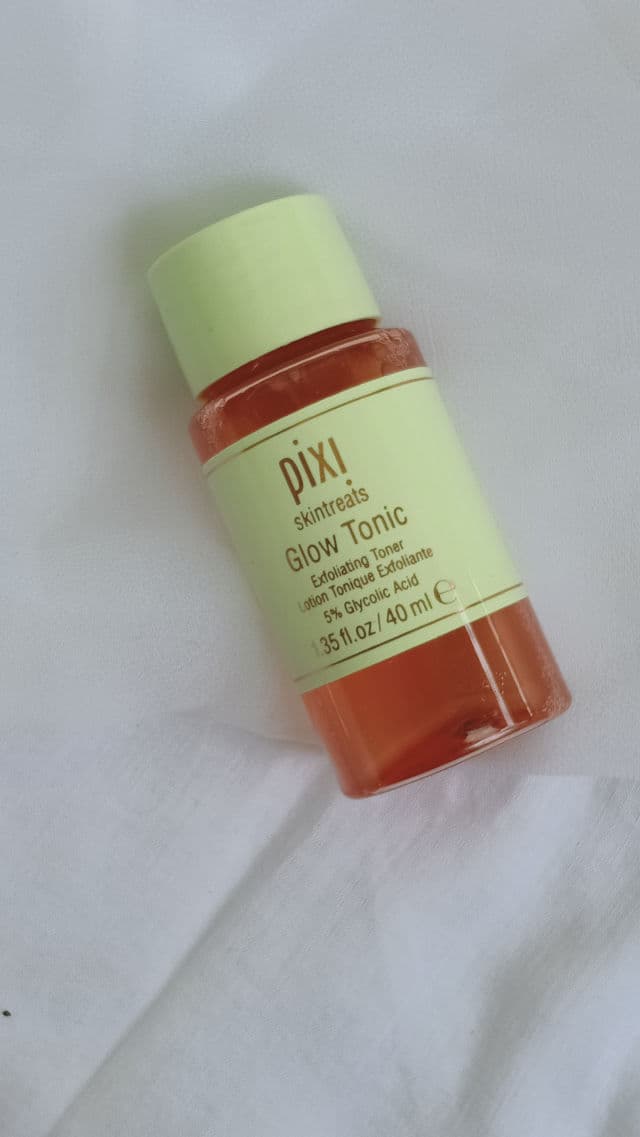 pixi
skintreats
Glow Tonic
Exfoliating Toner
Lotion Tonique Exfoliante
5% Glycolic Acid
1.35 fl.oz/40 ml ℮